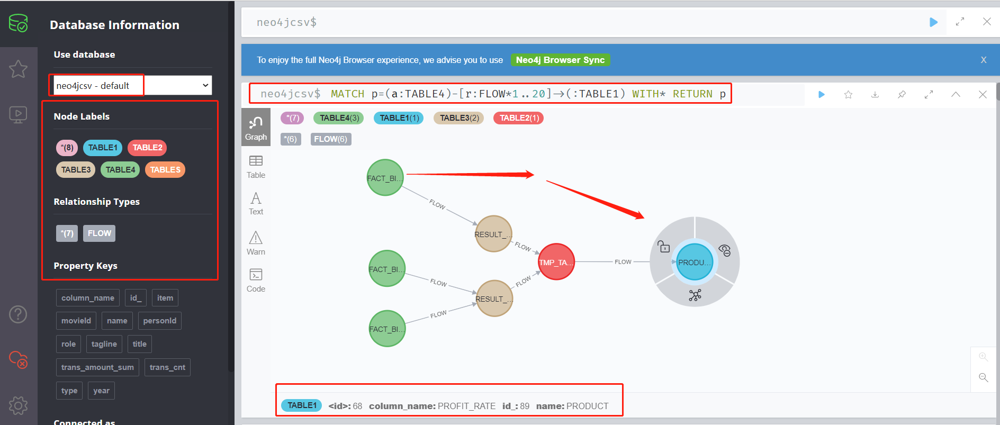 Database Information
Use database
neo4jcsv - default
Node Labels
*(8) TABLE1 TABLE2
TABLE3 TABLE4 TABLES
Relationship Types
*(7) FLOW
Property Keys
column_name id_ item
movieId name personId
role tagline title
trans_amount_sum trans_cnt
type year
Connected as
neo4jcsv$
To enjoy the full Neo4j Browser experience, we advise you to use Neo4j Browser Sync X
neo4jcsv$ MATCH p=(a:TABLE4)-[r:FLOW*1..20]->(:TABLE1) WITH* RETURN p
*(7) TABLE4(3) TABLE1(1) TABLE3(2) TABLE2(1)
*(6) FLOW(6)
Graph
Table
Text
Warn
Code
FACT_BI...
FLOW
RESULT_...
FLOW
TMP_TA...
FLOW
PRODU...
FACT_BI...
FLOW
FLOW
RESULT_...
FLOW
FACT_BI...
TABLE1 <id>: 68 column_name: PROFIT_RATE id_: 89 name: PRODUCT